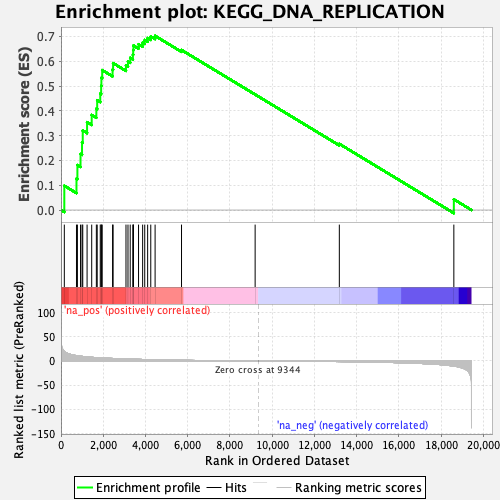 Enrichment plot: KEGG_DNA_REPLICATION
Enrichment score (ES)
0.7
0.6
0.5
0.4
0.3
0.2
0.1
0.0
'na_pos' (positively correlated)
Ranked list metric (PreRanked)
100
50
0
-50
-100
-150
Zero cross at 9344
'na_neg' (negatively correlated)
0 2,000 4,000 6,000 8,000 10,000 12,000 14,000 16,000 18,000 20,000
Rank in Ordered Dataset
Enrichment profile Hits Ranking metric scores